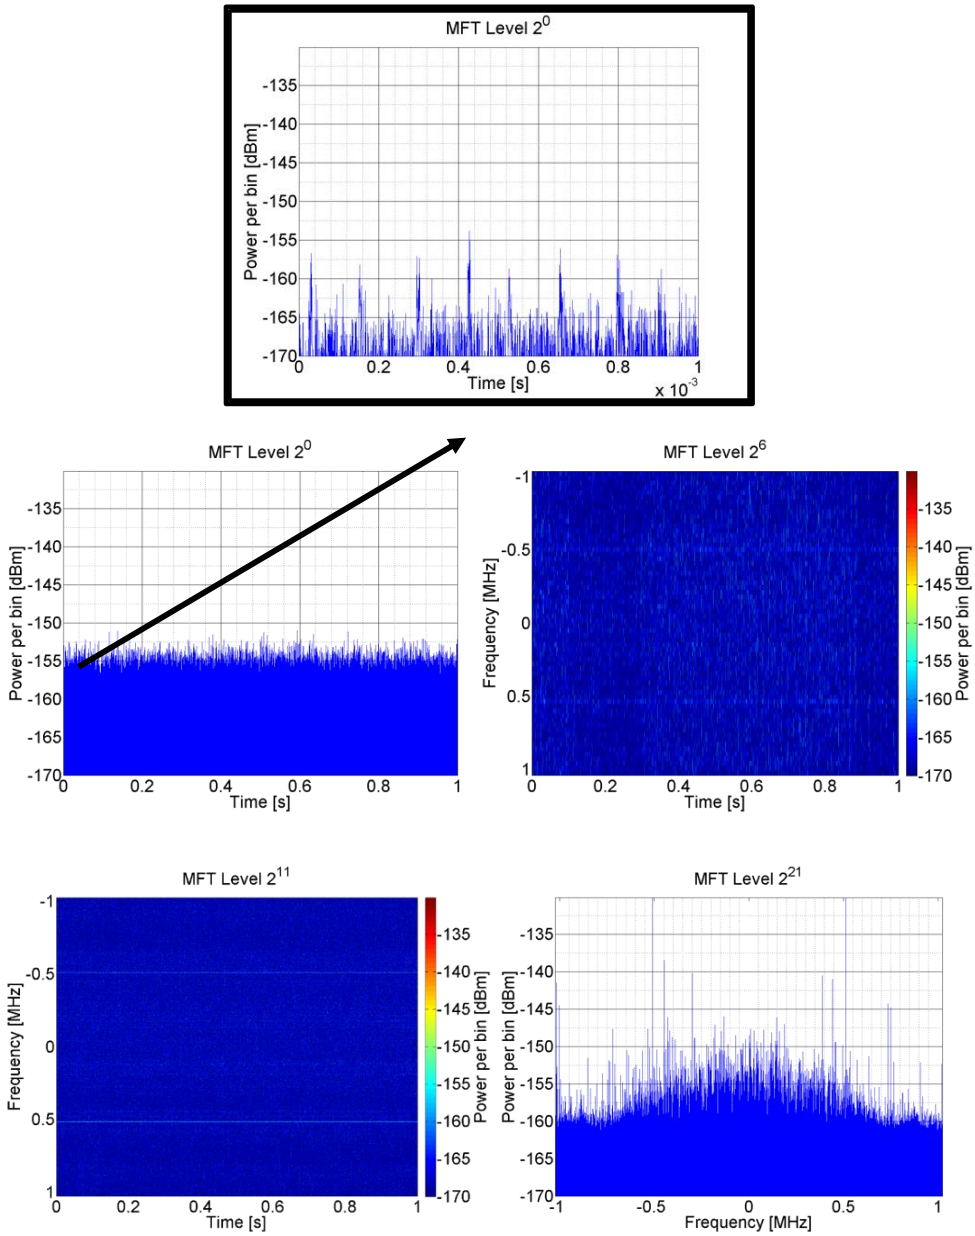 MFT Level 2^0
Power per bin [dBm]
-135
-140
-145
-150
-155
-160
-165
-170
0 0.2 0.4 0.6 0.8 1
Time [s]
x 10^-3
MFT Level 2^0
Power per bin [dBm]
-135
-140
-145
-150
-155
-160
-165
-170
0 0.2 0.4 0.6 0.8 1
Time [s]
MFT Level 2^6
Frequency [MHz]
-1
-0.5
0
0.5
1
0 0.2 0.4 0.6 0.8 1
Time [s]
-135
-140
-145
-150
-155
-160
-165
-170
Power per bin [dBm]
MFT Level 2^11
Frequency [MHz]
-1
-0.5
0
0.5
1
0 0.2 0.4 0.6 0.8 1
Time [s]
-135
-140
-145
-150
-155
-160
-165
-170
Power per bin [dBm]
MFT Level 2^21
Power per bin [dBm]
-135
-140
-145
-150
-155
-160
-165
-170
-1 -0.5 0 0.5 1
Frequency [MHz]